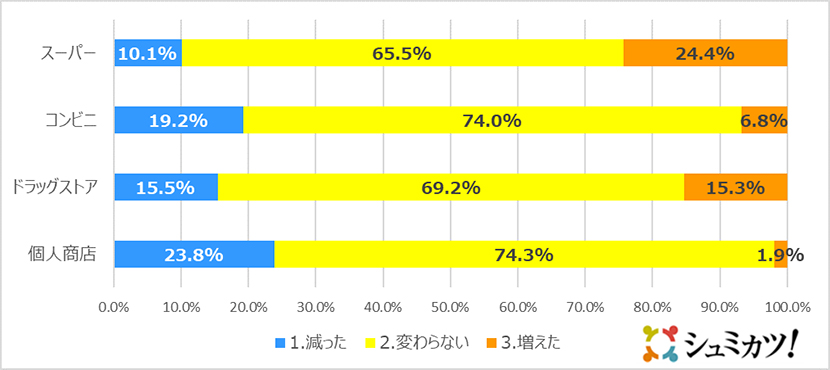 スーパー 10.1% 65.5% 24.4%
コンビニ 19.2% 74.0% 6.8%
ドラッグストア 15.5% 69.2% 15.3%
個人商店 23.8% 74.3% 1.9%
0.0% 10.0% 20.0% 30.0% 40.0% 50.0% 60.0% 70.0% 80.0% 90.0% 100.0%
1.減った 2.変わらない 3.増えた
シュミカツ!